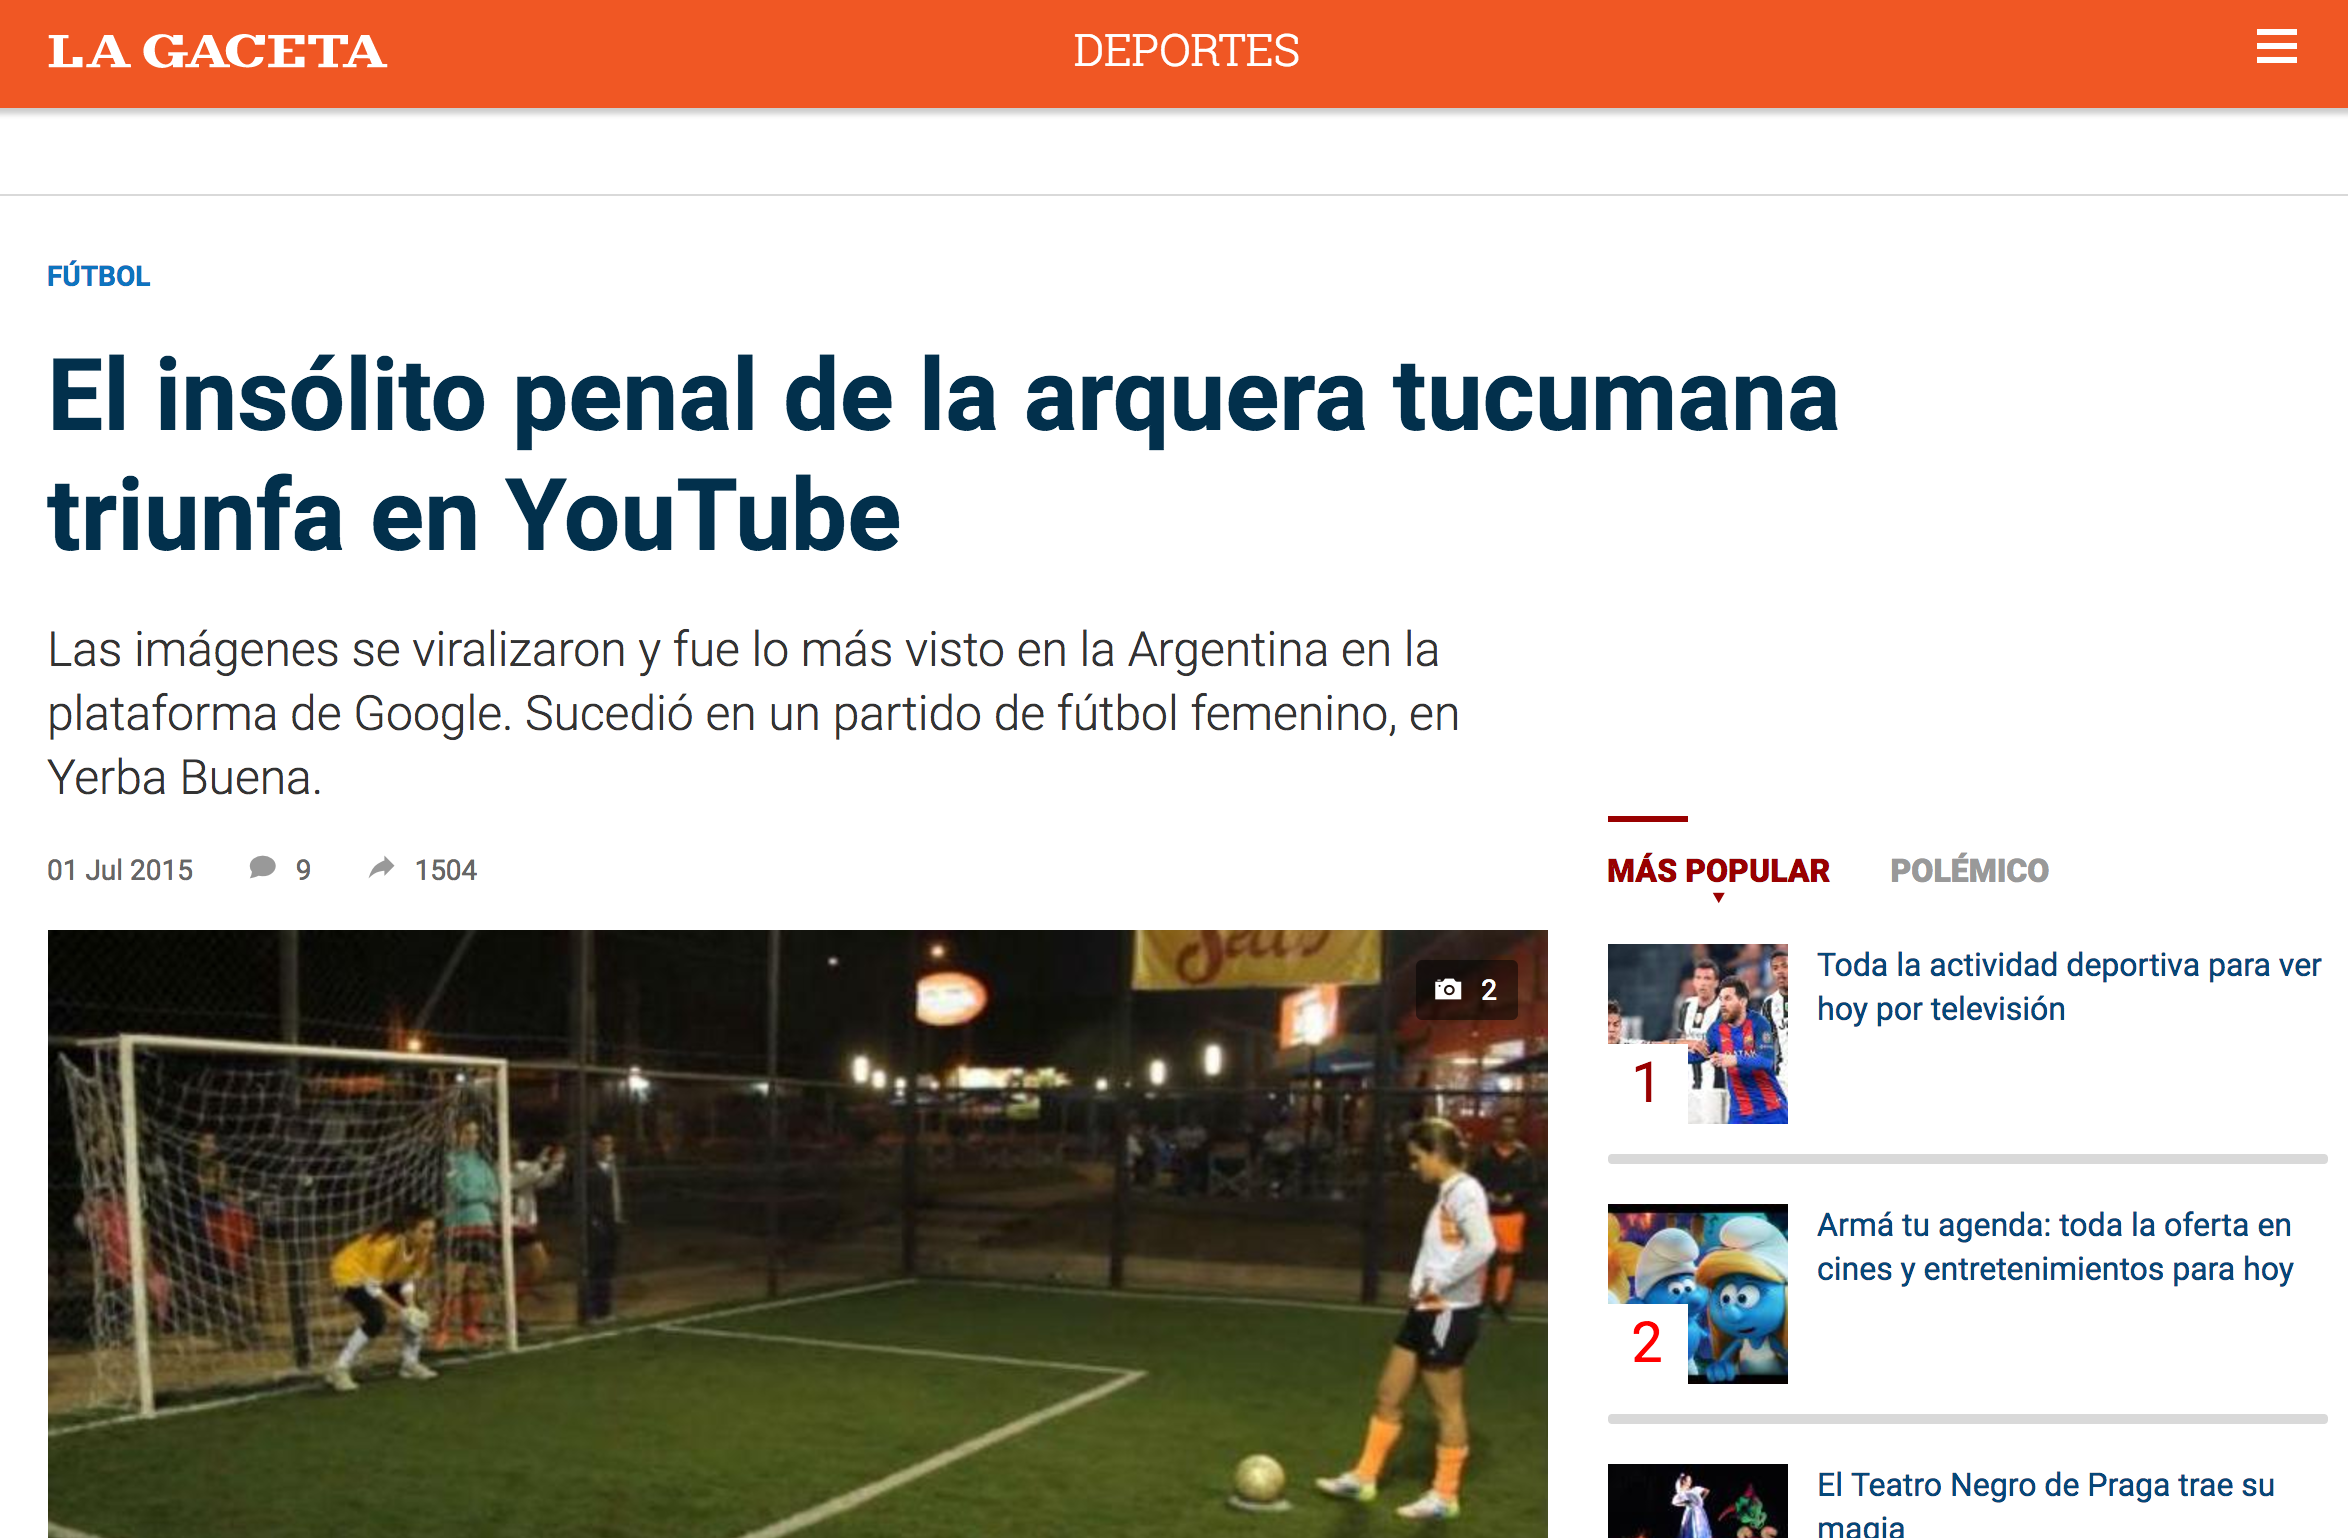 LA GACETA
DEPORTES
FÚTBOL
El insólito penal de la arquera tucumana
triunfa en YouTube
Las imágenes se viralizaron y fue lo más visto en la Argentina en la
plataforma de Google. Sucedió en un partido de fútbol femenino, en
Yerba Buena.
01 Jul 2015 9 1504
2
MÁS POPULAR POLÉMICO
Toda la actividad deportiva para ver
hoy por televisión
1
Armá tu agenda: toda la oferta en
cines y entretenimientos para hoy
2
El Teatro Negro de Praga trae su
magia